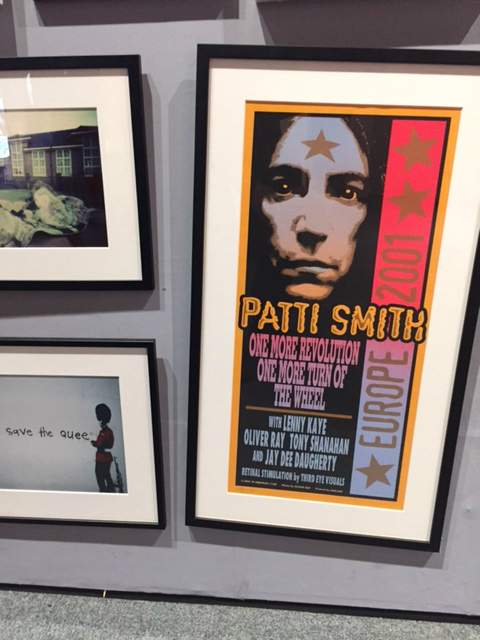 save the quee
EUROPE 2001
PATTI SMITH
ONE MORE REVOLUTION
ONE MORE TURN OF
THE WHEEL
WITH LENNY KAYE
OLIVER RAY TONY SHANAHAN
AND JAY DEE DAUGHERTY
RETINAL STIMULATION by THIRD EYE VISUALS